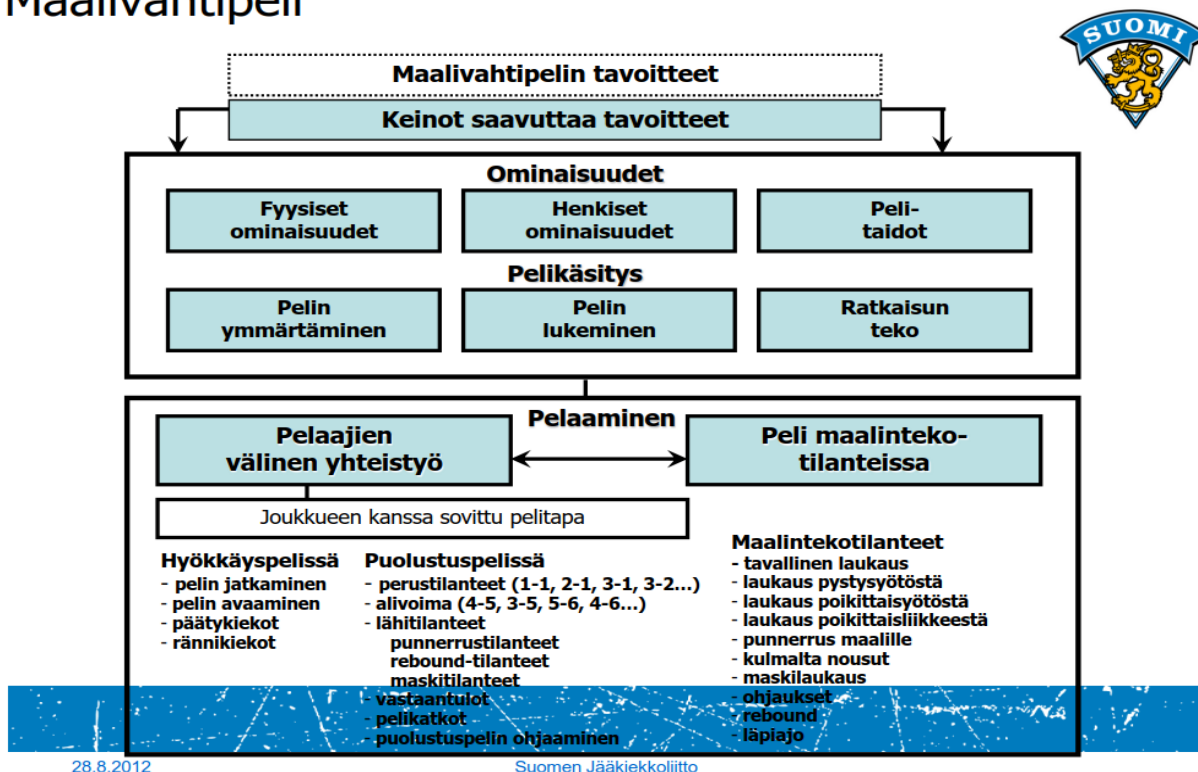 Maalivahtipeli
SUOMI
Maalivahtipelin tavoitteet
Keinot saavuttaa tavoitteet
Ominaisuudet
Fyysiset
ominaisuudet
Henkiset
ominaisuudet
Peli-
taidot
Pelikäsitys
Pelin
ymmärtäminen
Pelin
lukeminen
Ratkaisun
teko
Pelaaminen
Pelaajien
välinen yhteistyö
Peli maalinteko-
tilanteissa
Joukkueen kanssa sovittu pelitapa
Hyökkäyspelissä
- pelin jatkaminen
- pelin avaaminen
- päätykiekot
- rännikiekot
Puolustuspelissä
- perustilanteet (1-1, 2-1, 3-1, 3-2...)
- alivoima (4-5, 3-5, 5-6, 4-6...)
- lähitilanteet
punnerrustilanteet
rebound-tilanteet
maskitilanteet
- vastaantulot
- pelikatkot
- puolustuspelin ohjaaminen
Maalintekotilanteet
- tavallinen laukaus
- laukaus pystysyötöstä
- laukaus poikittaisyötöstä
- laukaus poikittaisliikkeestä
- punnerrus maalille
- kulmalta nousut
- maskilaukaus
- ohjaukset
- rebound
- läpiajo
28.8.2012
Suomen Jääkiekkoliitto